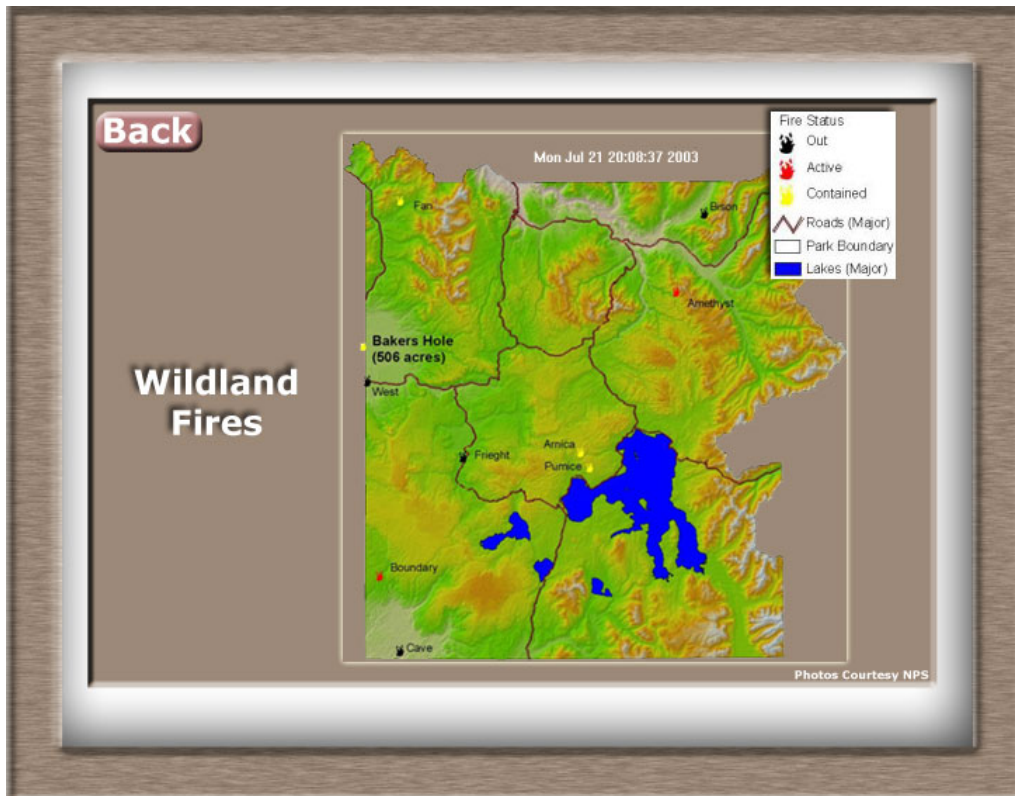 Back
Mon Jul 21 20:08:37 2003
Fire Status
Out
Active
Contained
Roads (Major)
Park Boundary
Lakes (Major)
Fan
Bison
Amethyst
Bakers Hole
(506 acres)
West
Wildland
Fires
Arnica
Frieght
Pumice
Boundary
Cave
Photos Courtesy NPS